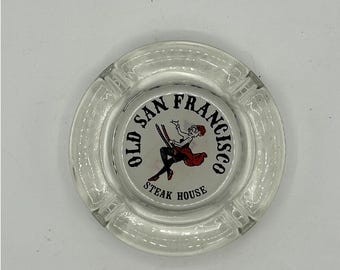 OLD SAN FRANCISCO
STEAK HOUSE